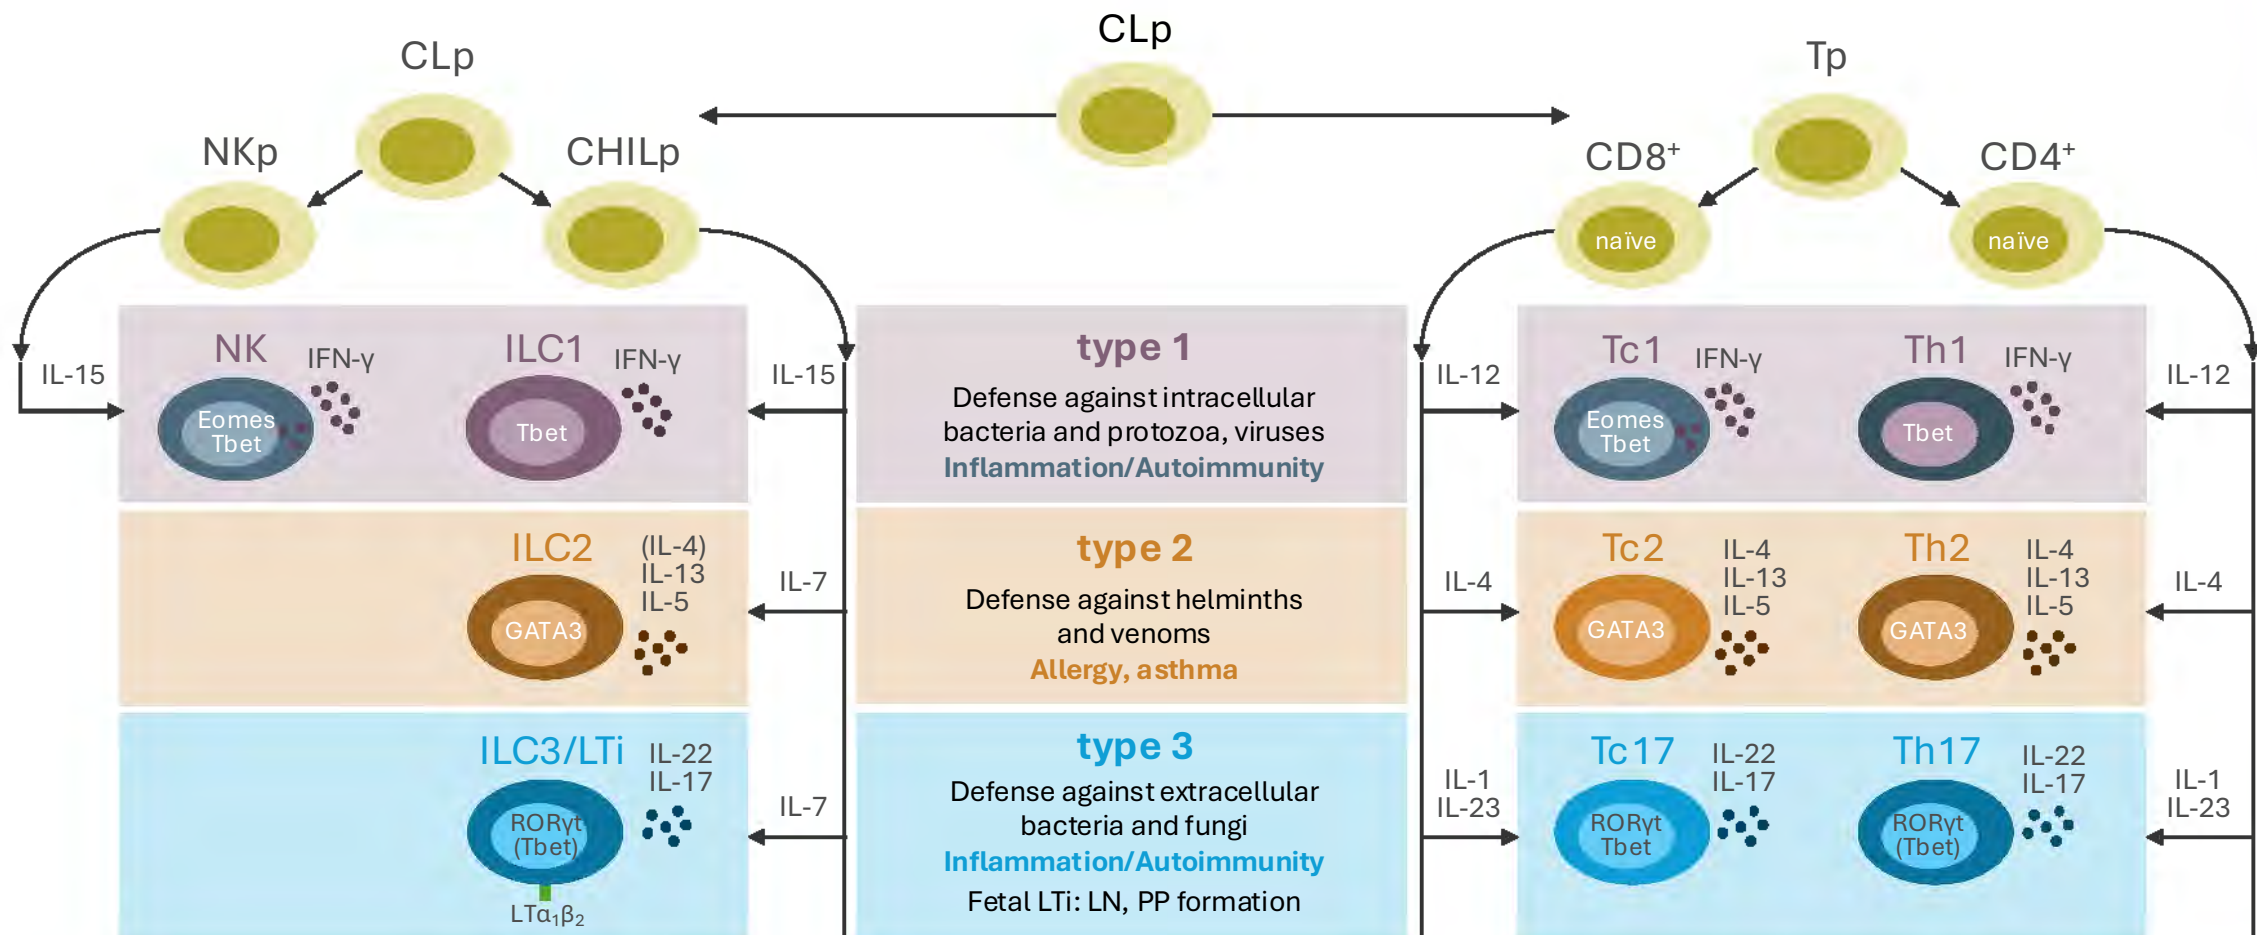 CLp
CLp
Tp
NKp
CHILp
CD8⁺
CD4⁺
naïve
naïve
IL-15
NK
IFN-γ
Eomes
Tbet
ILC1
IFN-γ
Tbet
IL-15
type 1
Defense against intracellular
bacteria and protozoa, viruses
Inflammation/Autoimmunity
IL-12
Tc1
IFN-γ
Eomes
Tbet
Th1
IFN-γ
Tbet
IL-12
ILC2
(IL-4)
IL-13
IL-5
GATA3
IL-7
type 2
Defense against helminths
and venoms
Allergy, asthma
IL-4
Tc2
IL-4
IL-13
IL-5
GATA3
Th2
IL-4
IL-13
IL-5
GATA3
IL-4
ILC3/LTi
IL-22
IL-17
RORγt
(Tbet)
LTα₁β₂
IL-7
type 3
Defense against extracellular
bacteria and fungi
Inflammation/Autoimmunity
Fetal LTi: LN, PP formation
IL-1
IL-23
Tc17
IL-22
IL-17
RORγt
Tbet
Th17
IL-22
IL-17
RORγt
(Tbet)
IL-1
IL-23